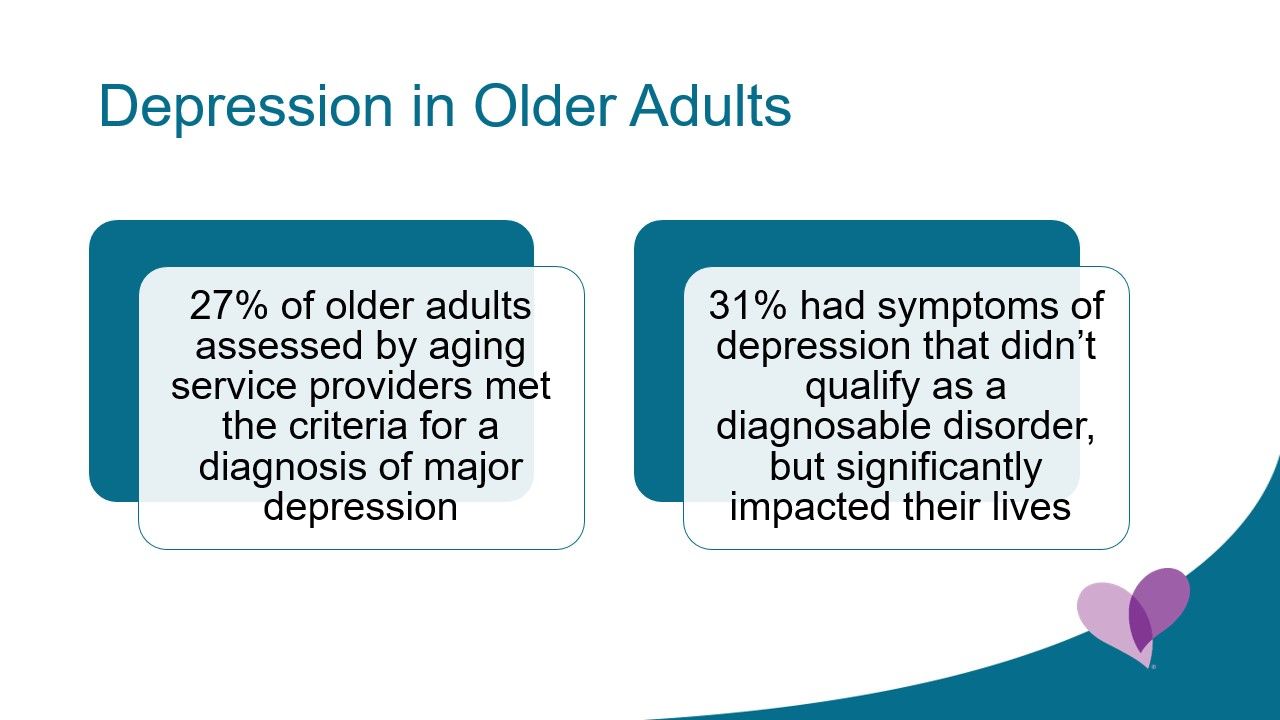 Depression in Older Adults
27% of older adults
assessed by aging
service providers met
the criteria for a
diagnosis of major
depression
31% had symptoms of
depression that didn’t
qualify as a
diagnosable disorder,
but significantly
impacted their lives
®